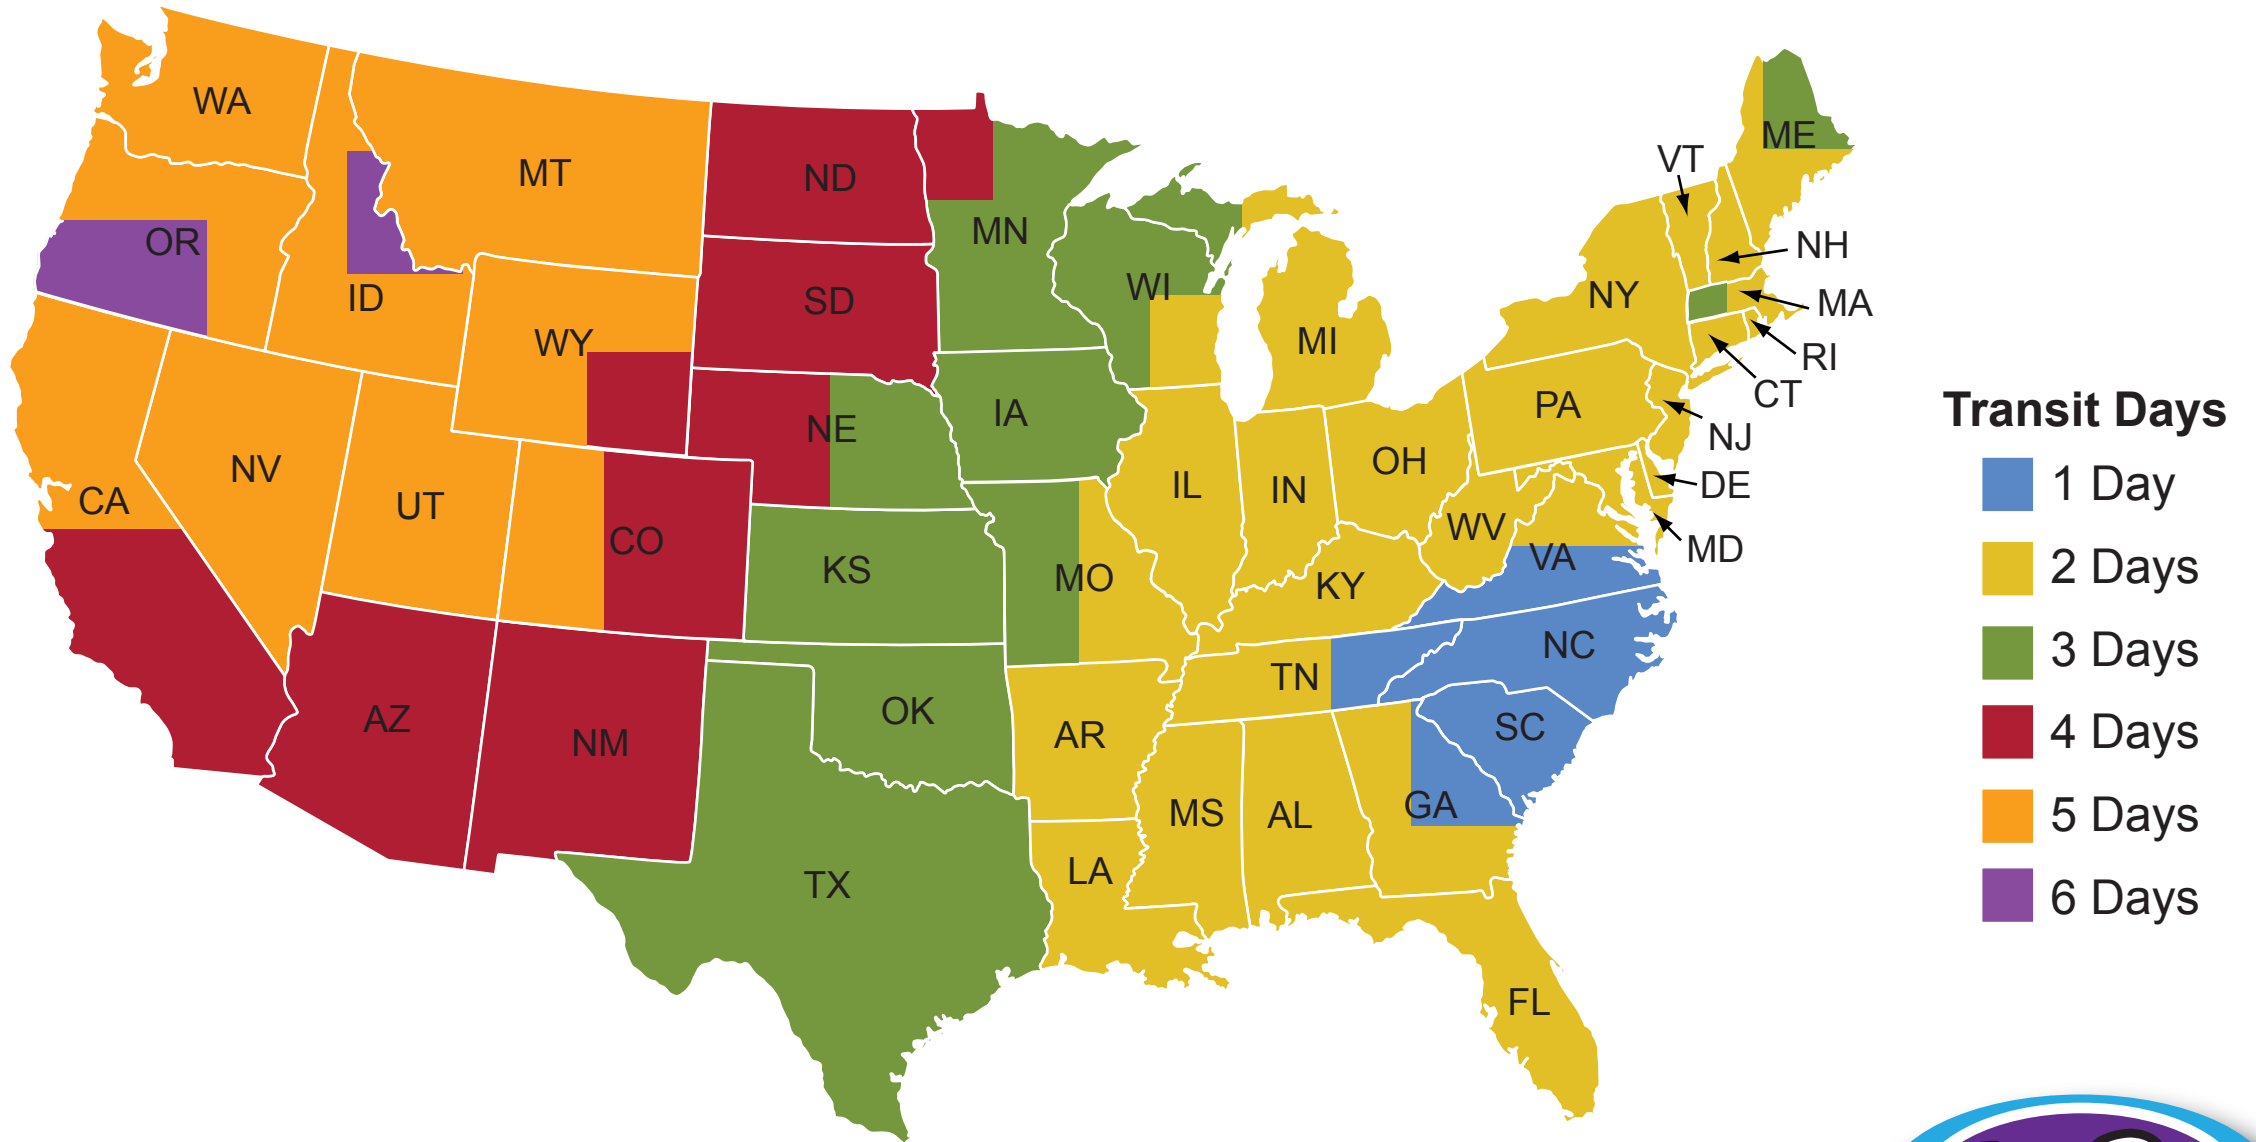 WA
MT
ND
MN
OR
ID
WY
SD
WI
ME
VT
NH
MA
NY
RI
CT
MI
PA
NJ
NE
IA
NV
UT
CA
CO
KS
MO
IL
IN
OH
WV
DE
MD
VA
KY
NC
TN
AZ
NM
OK
AR
SC
MS
AL
GA
TX
LA
FL
Transit Days
1 Day
2 Days
3 Days
4 Days
5 Days
6 Days